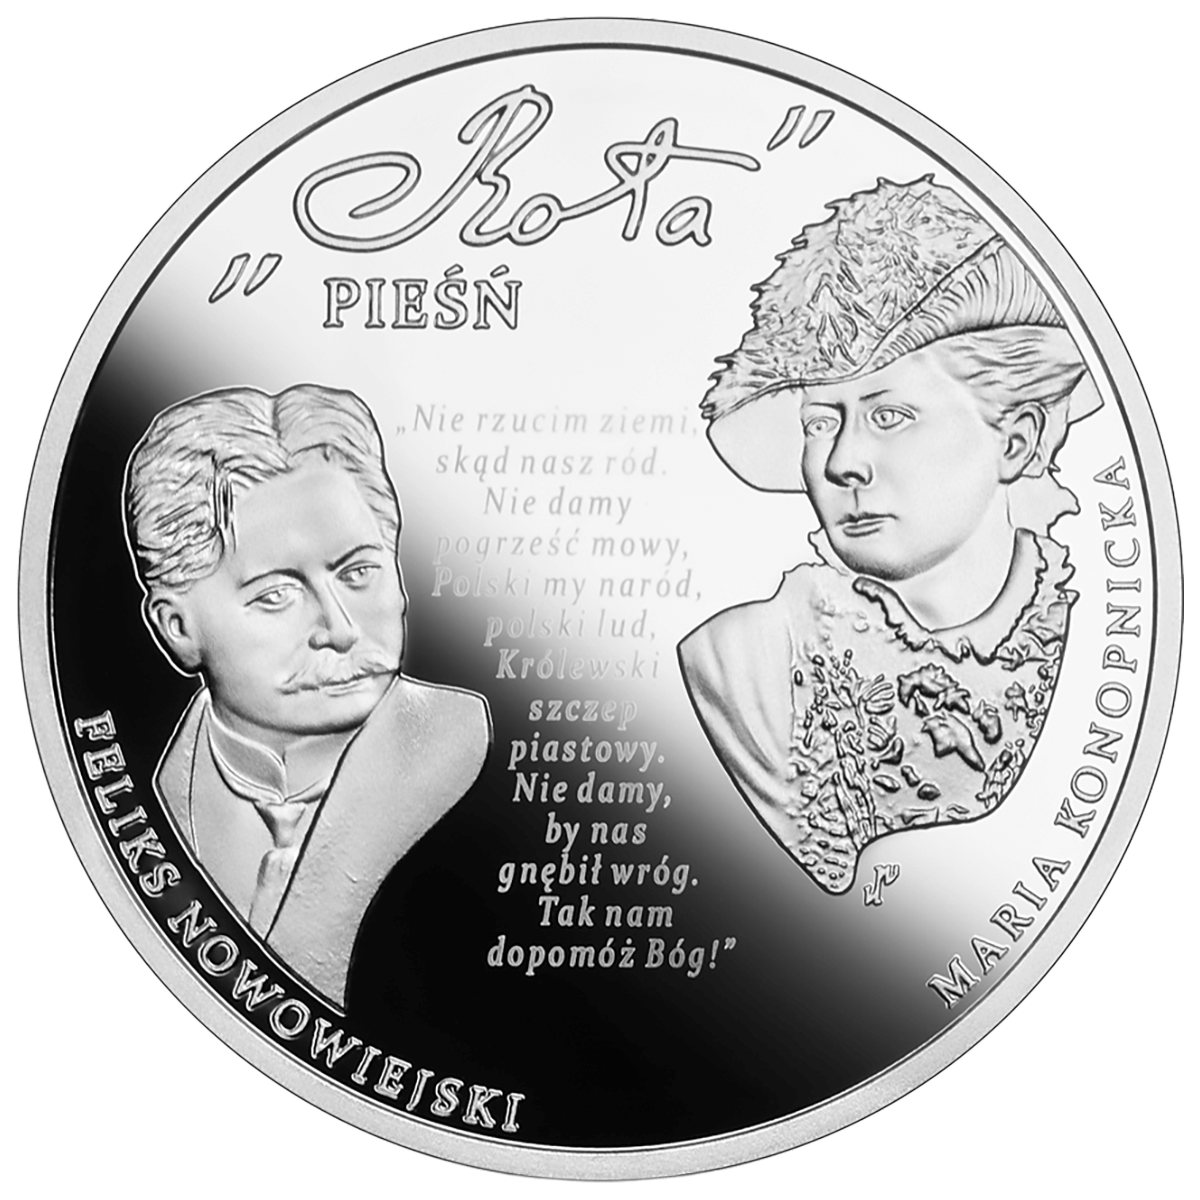 „Rota”
PIEŚŃ
„Nie rzucim ziemi,
skąd nasz ród.
Nie damy
pogrześć mowy,
Polski my naród,
polski lud,
Królewski
szczep
piastowy.
Nie damy,
by nas
gnębił wróg.
Tak nam
dopomóż Bóg!”
FELIKS NOWOWIEJSKI
MARIA KONOPNICKA